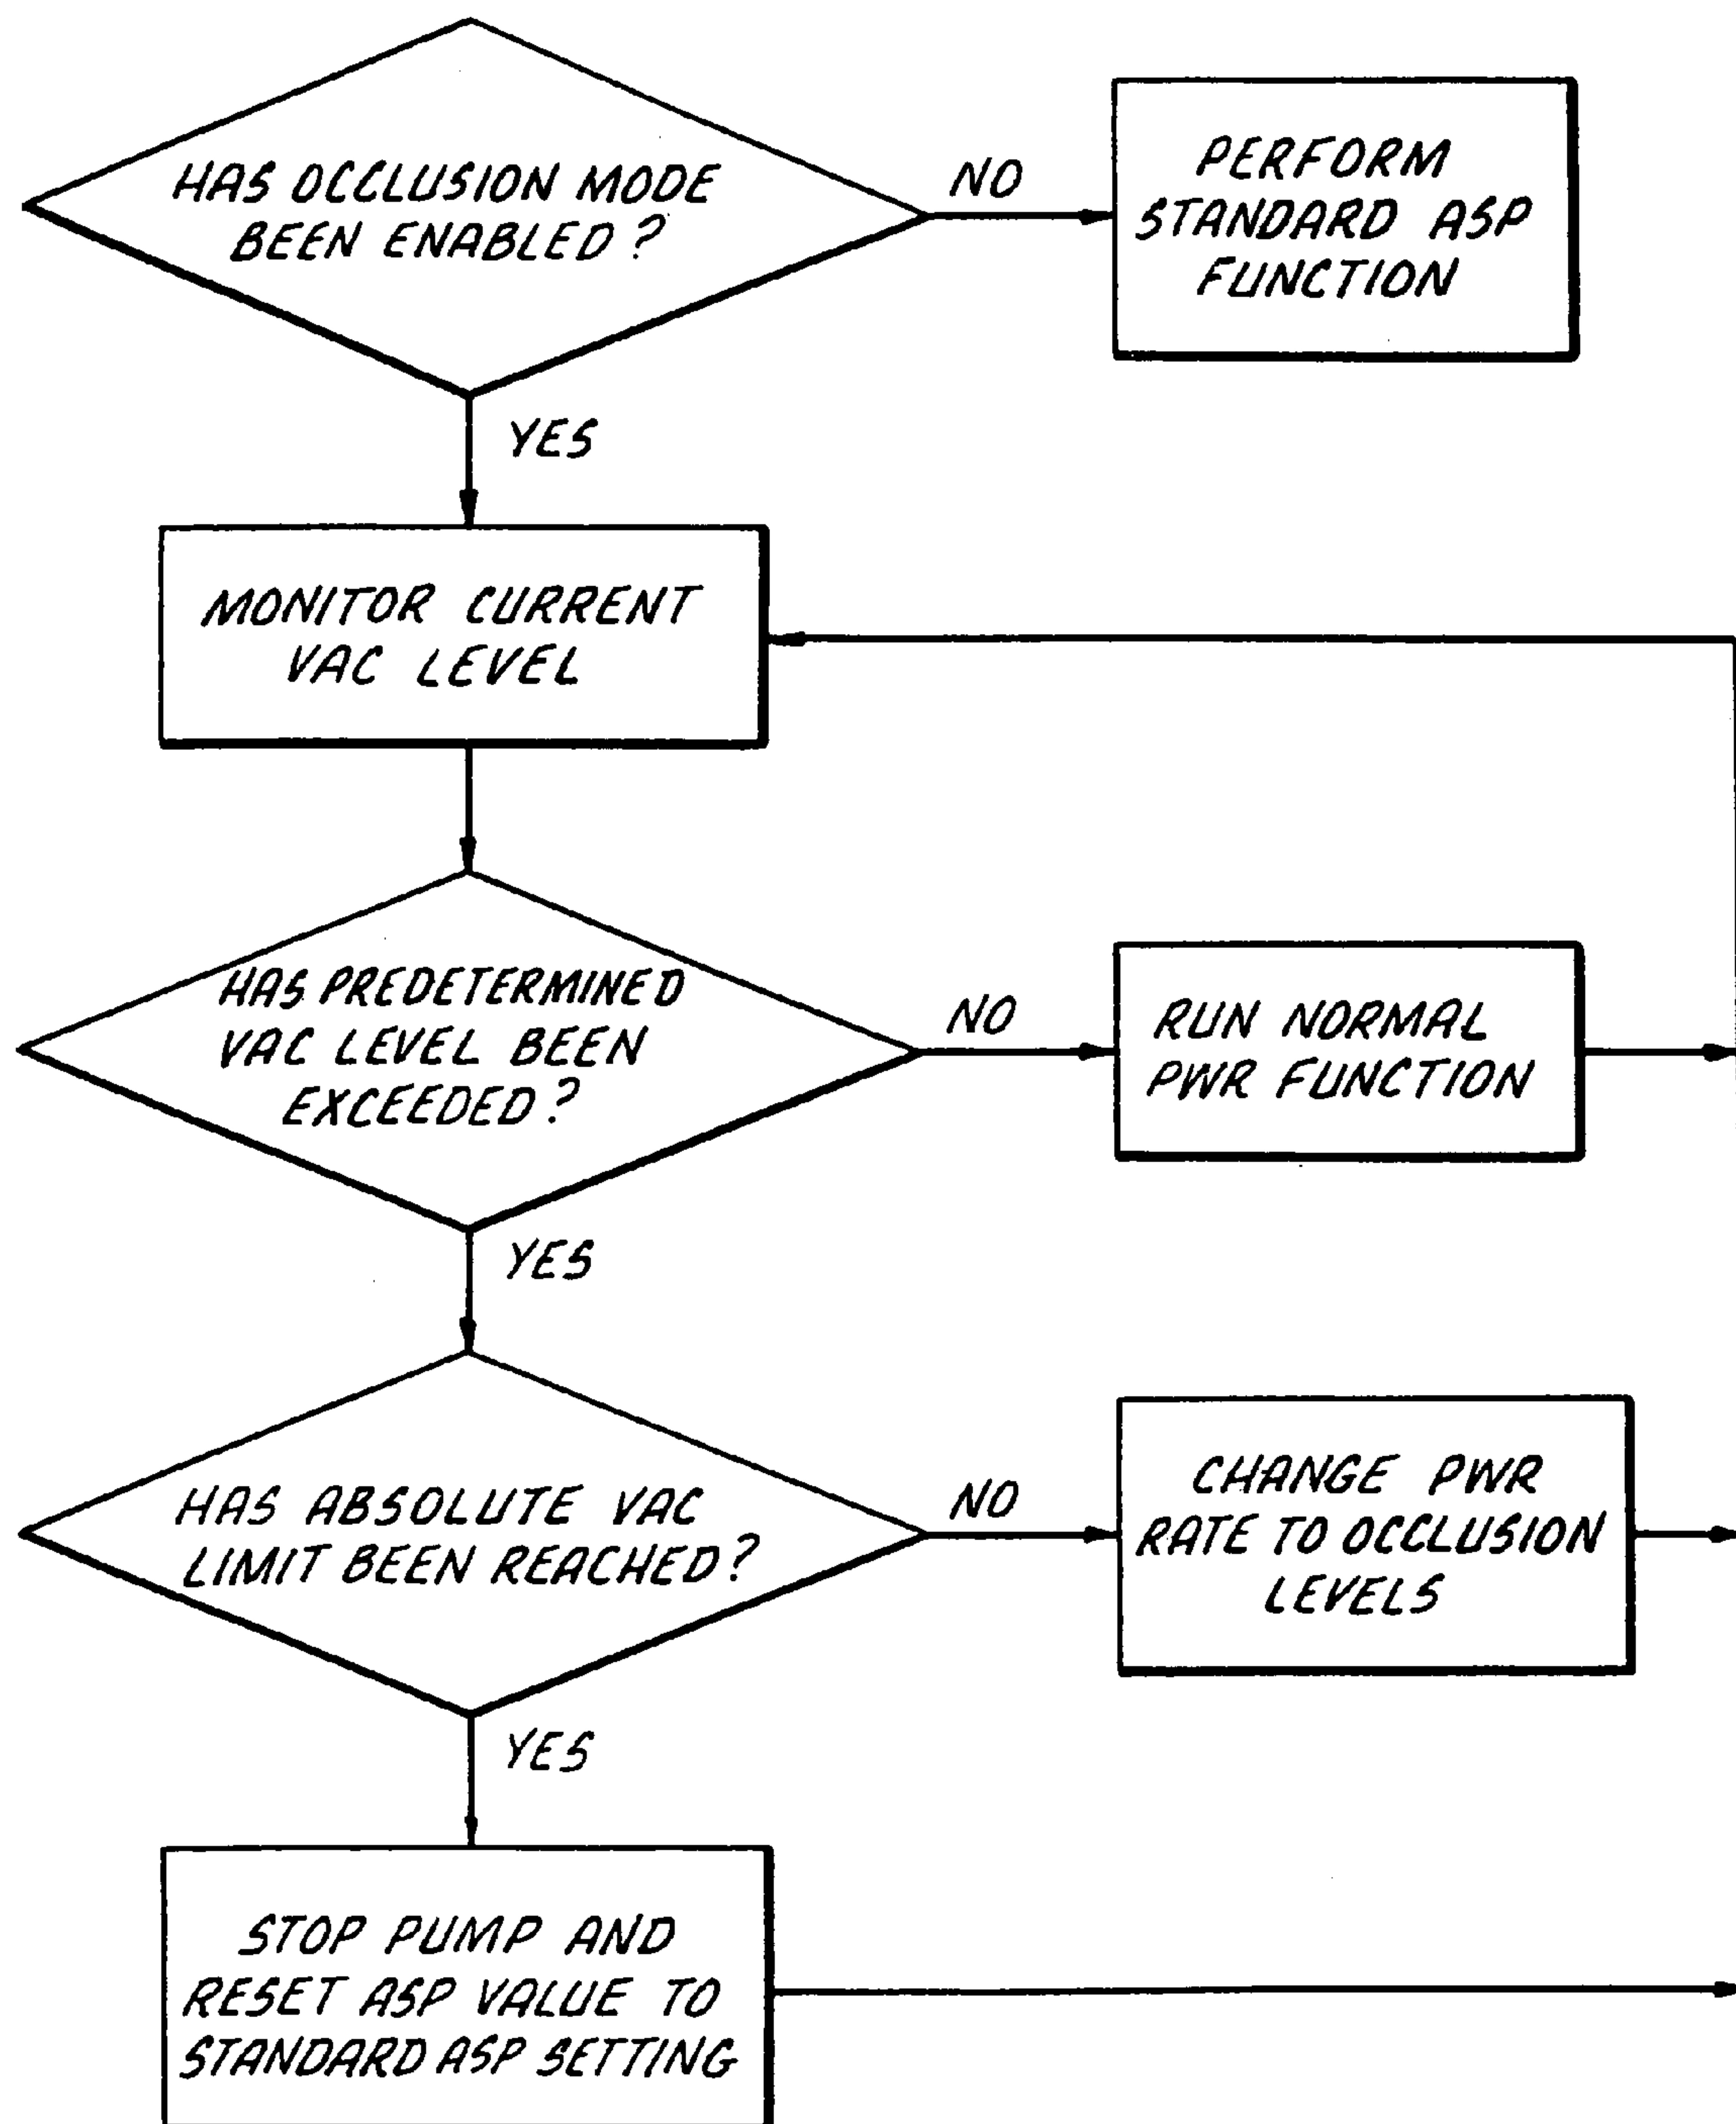 HAS OCCLUSION MODE
BEEN ENABLED?
NO
PERFORM
STANDARD ASP
FUNCTION
YES
MONITOR CURRENT
VAC LEVEL
HAS PREDETERMINED
VAC LEVEL BEEN
EXCEEDED?
NO
RUN NORMAL
PWR FUNCTION
YES
HAS ABSOLUTE VAC
LIMIT BEEN REACHED?
NO
CHANGE PWR
RATE TO OCCLUSION
LEVELS
YES
STOP PUMP AND
RESET ASP VALUE TO
STANDARD ASP SETTING